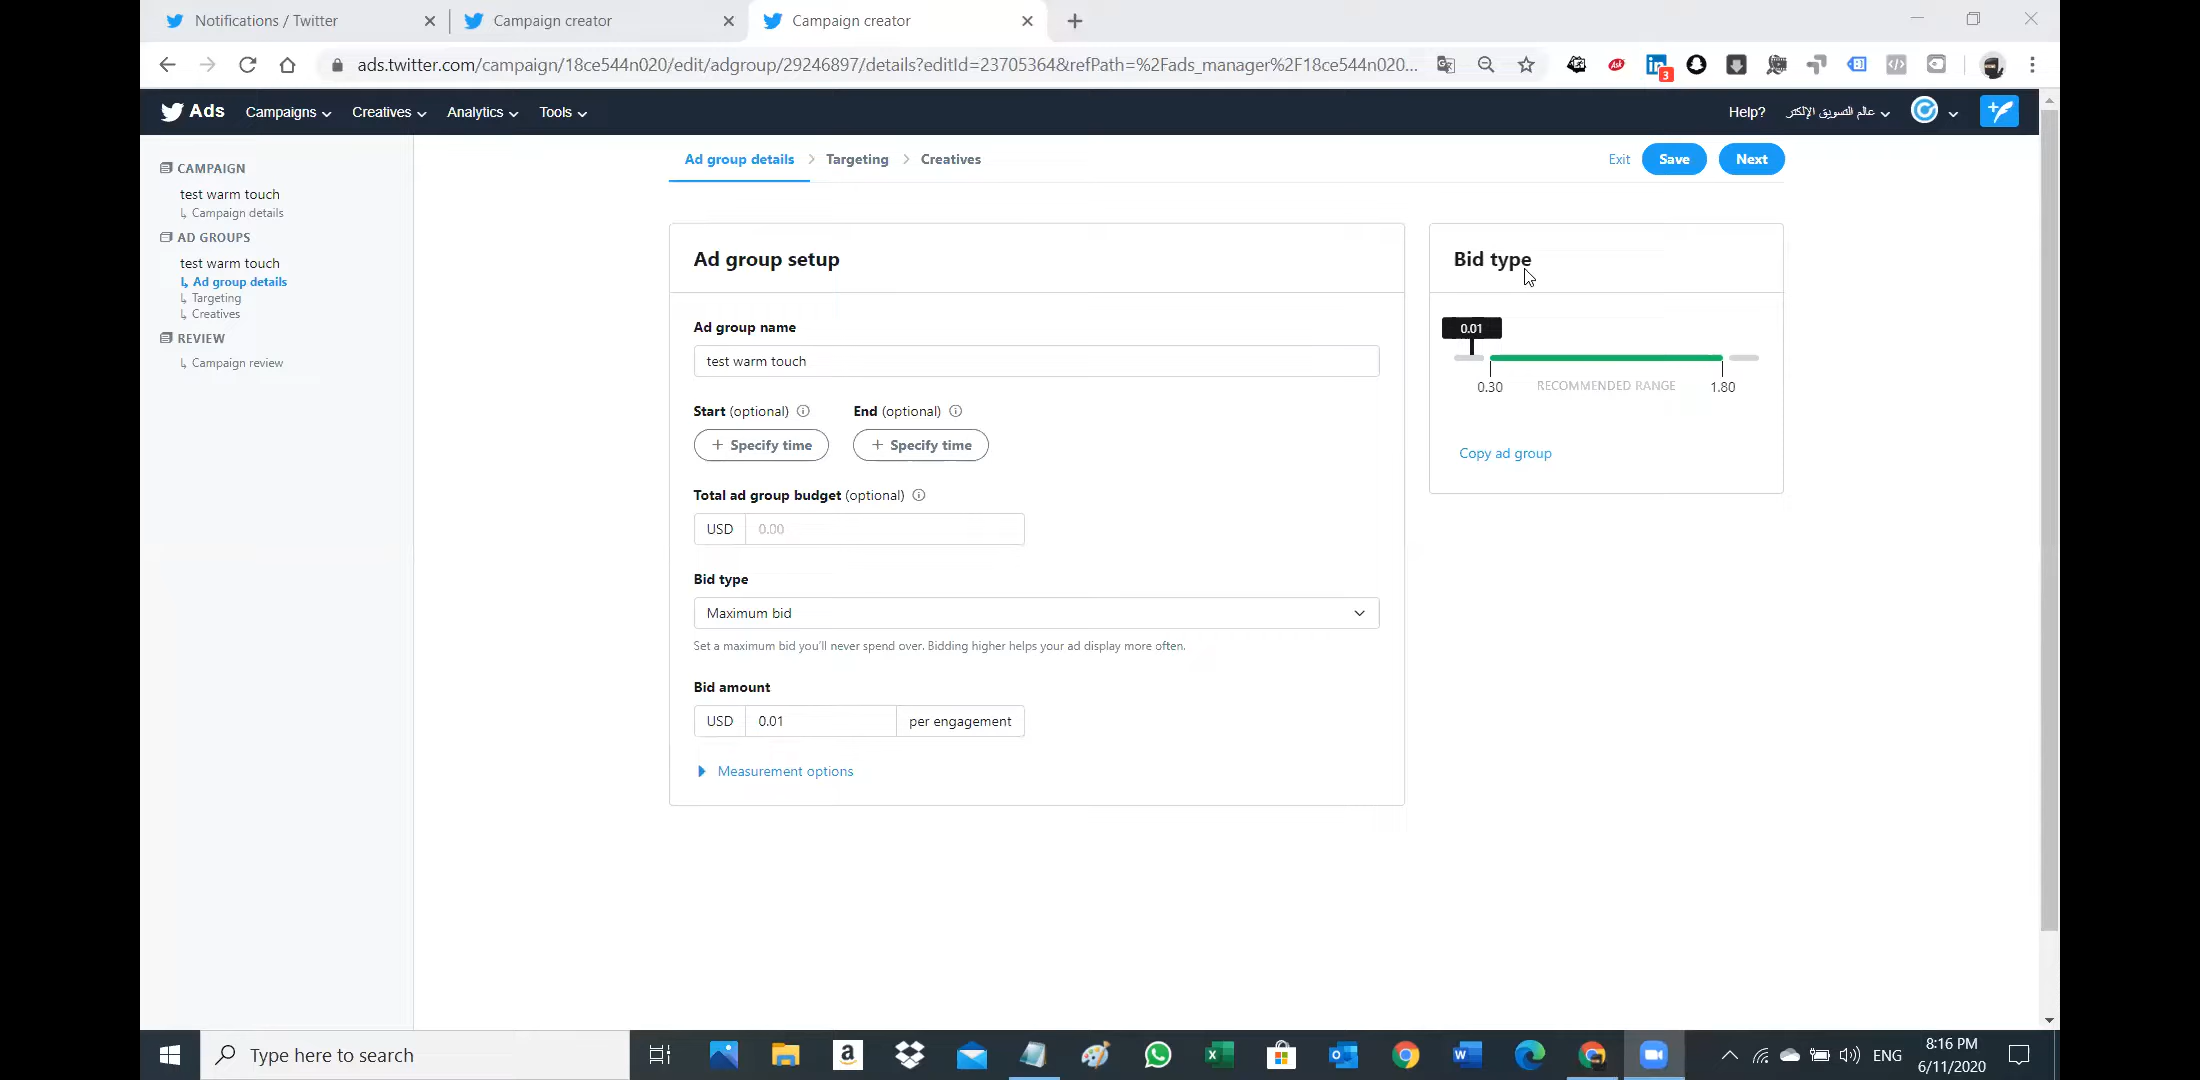 Notifications / Twitter
Campaign creator
Campaign creator
ads.twitter.com/campaign/18ce544n020/edit/adgroup/29246897/details?editId=23705364&refPath=%2Fads_manager%2F18ce544n020...
3
Ads
Campaigns
Creatives
Analytics
Tools
Help?
عالم التسويق الإلكتر
CAMPAIGN
test warm touch
Campaign details
AD GROUPS
test warm touch
Ad group details
Targeting
Creatives
REVIEW
Campaign review
Ad group details
Targeting
Creatives
Exit
Save
Next
Ad group setup
Ad group name
test warm touch
Start (optional)
End (optional)
+ Specify time
+ Specify time
Total ad group budget (optional)
USD 0.00
Bid type
Maximum bid
Set a maximum bid you'll never spend over. Bidding higher helps your ad display more often.
Bid amount
USD 0.01 per engagement
Measurement options
Bid type
0.01
0.30 RECOMMENDED RANGE 1.80
Copy ad group
Type here to search
ENG
8:16 PM
6/11/2020